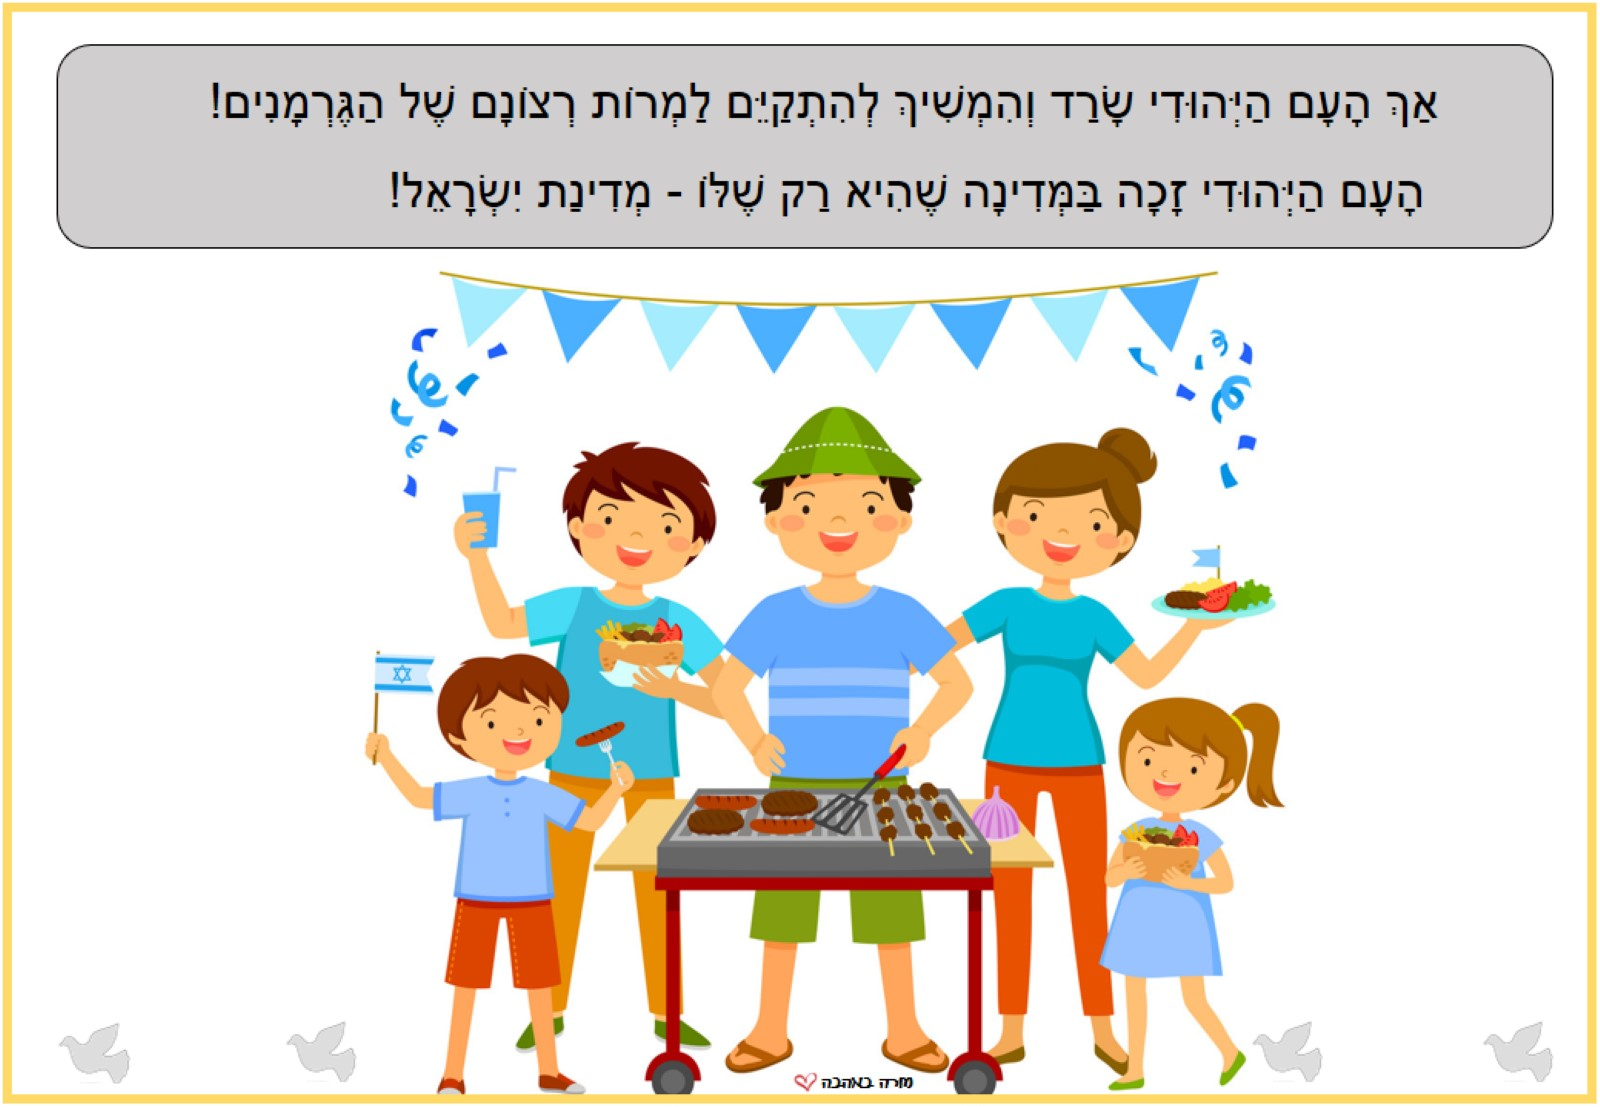 אַךְ הָעָם הַיְּהוּדִי שָׂרַד וְהִמְשִׁיךְ לְהִתְקַיֵּם לַמְרוֹת רְצוֹנָם שֶׁל הַגֶּרְמָנִים!
הָעָם הַיְּהוּדִי זָכָה בַּמְּדִינָה שֶׁהִיא רַק שֶׁלּוֹ - מְדִינַת יִשְׂרָאֵל!
מורה באהבה